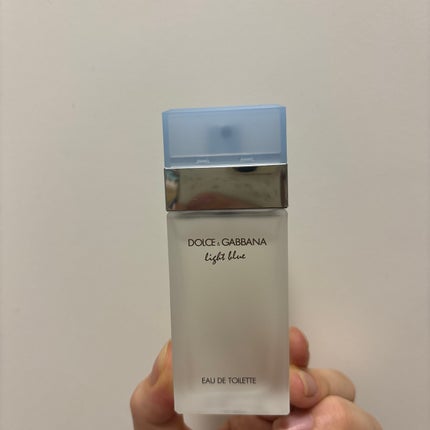 DOLCE & GABBANA
light blue
EAU DE TOILETTE